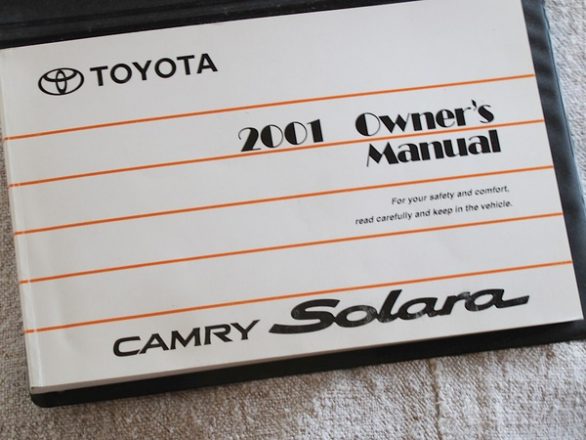 TOYOTA
2001 Owner's
Manual
For your safety and comfort,
read carefully and keep in the vehicle.
CAMRY Solara